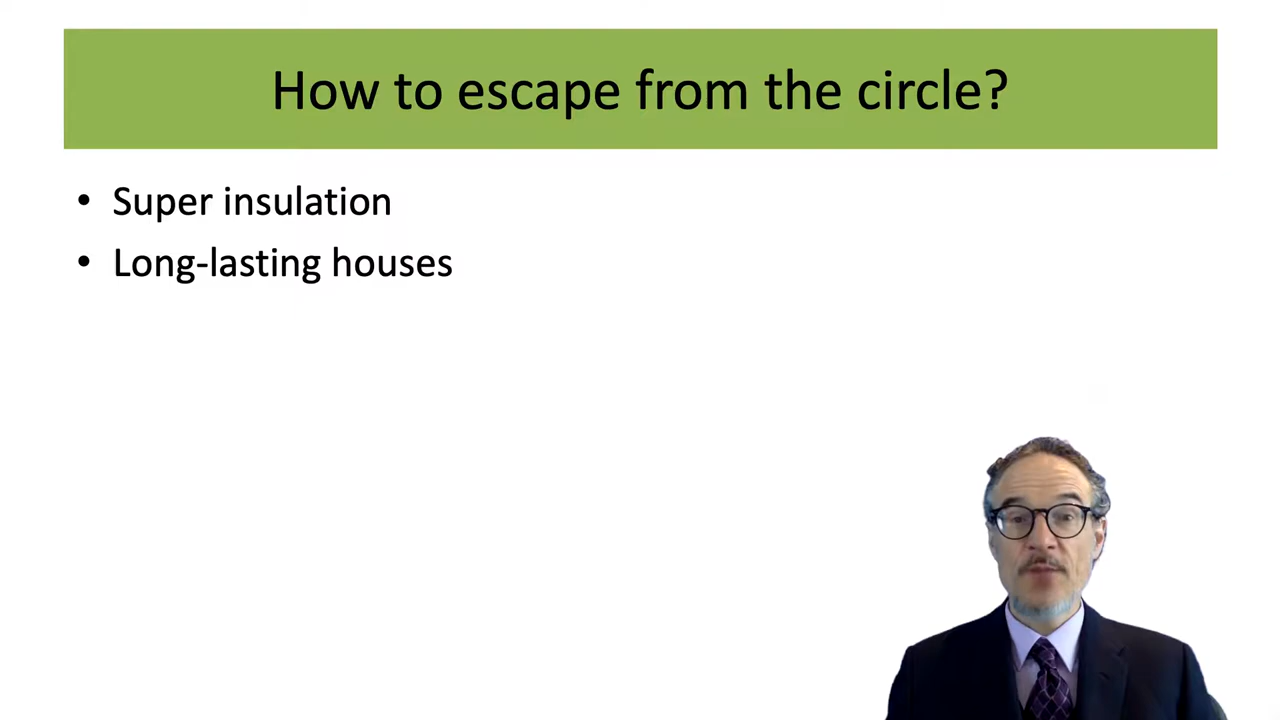 How to escape from the circle?
• Super insulation
• Long-lasting houses